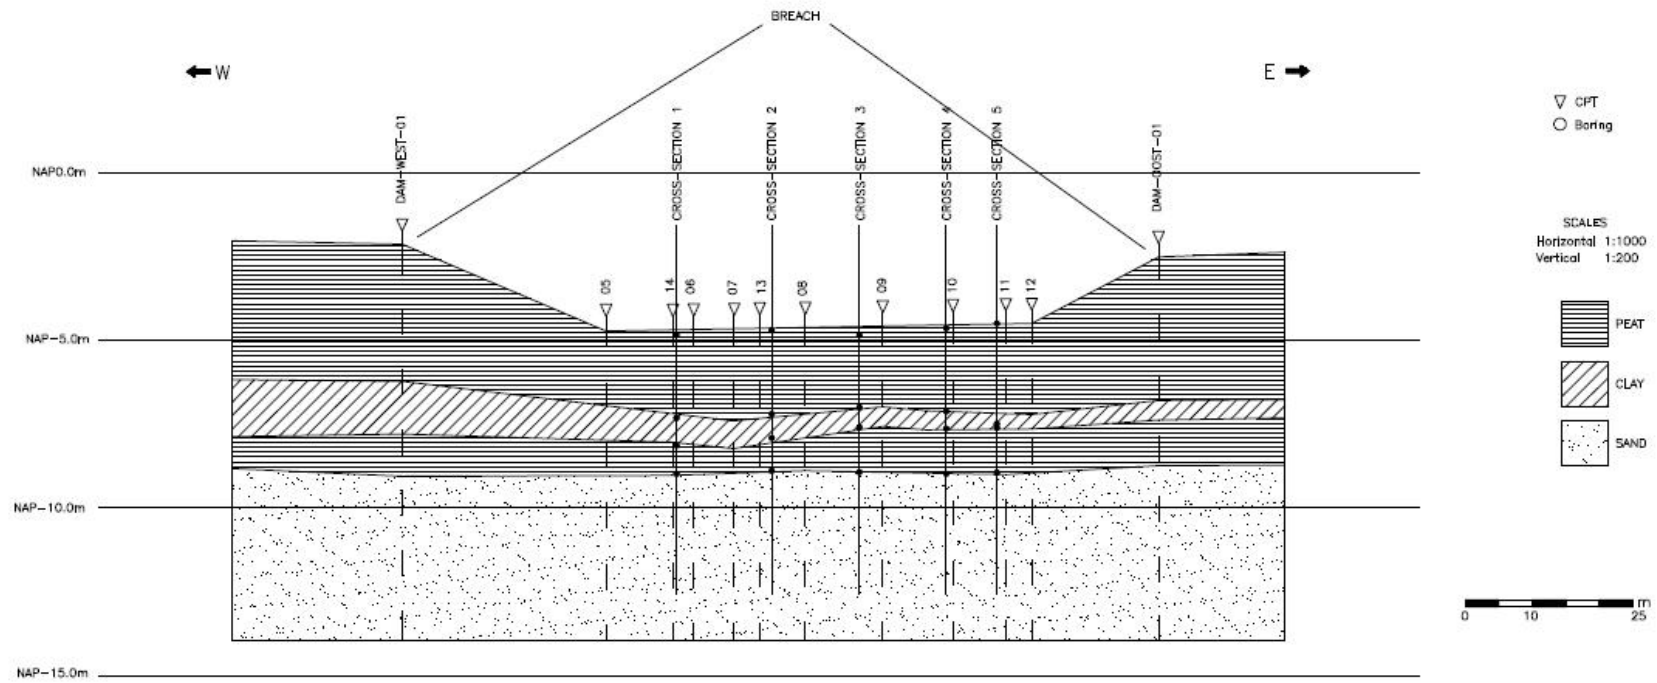 BREACH
W
E
CPT
Boring
DAM-WEST-01
CROSS-SECTION 1
CROSS-SECTION 2
CROSS-SECTION 3
CROSS-SECTION 4
CROSS-SECTION 5
DAM-OOST-01
NAP0.0m
SCALES
Horizontal 1:1000
Vertical 1:200
05
14
06
07
13
08
09
10
11
12
PEAT
NAP-5.0m
CLAY
SAND
NAP-10.0m
m
0 10 25
NAP-15.0m